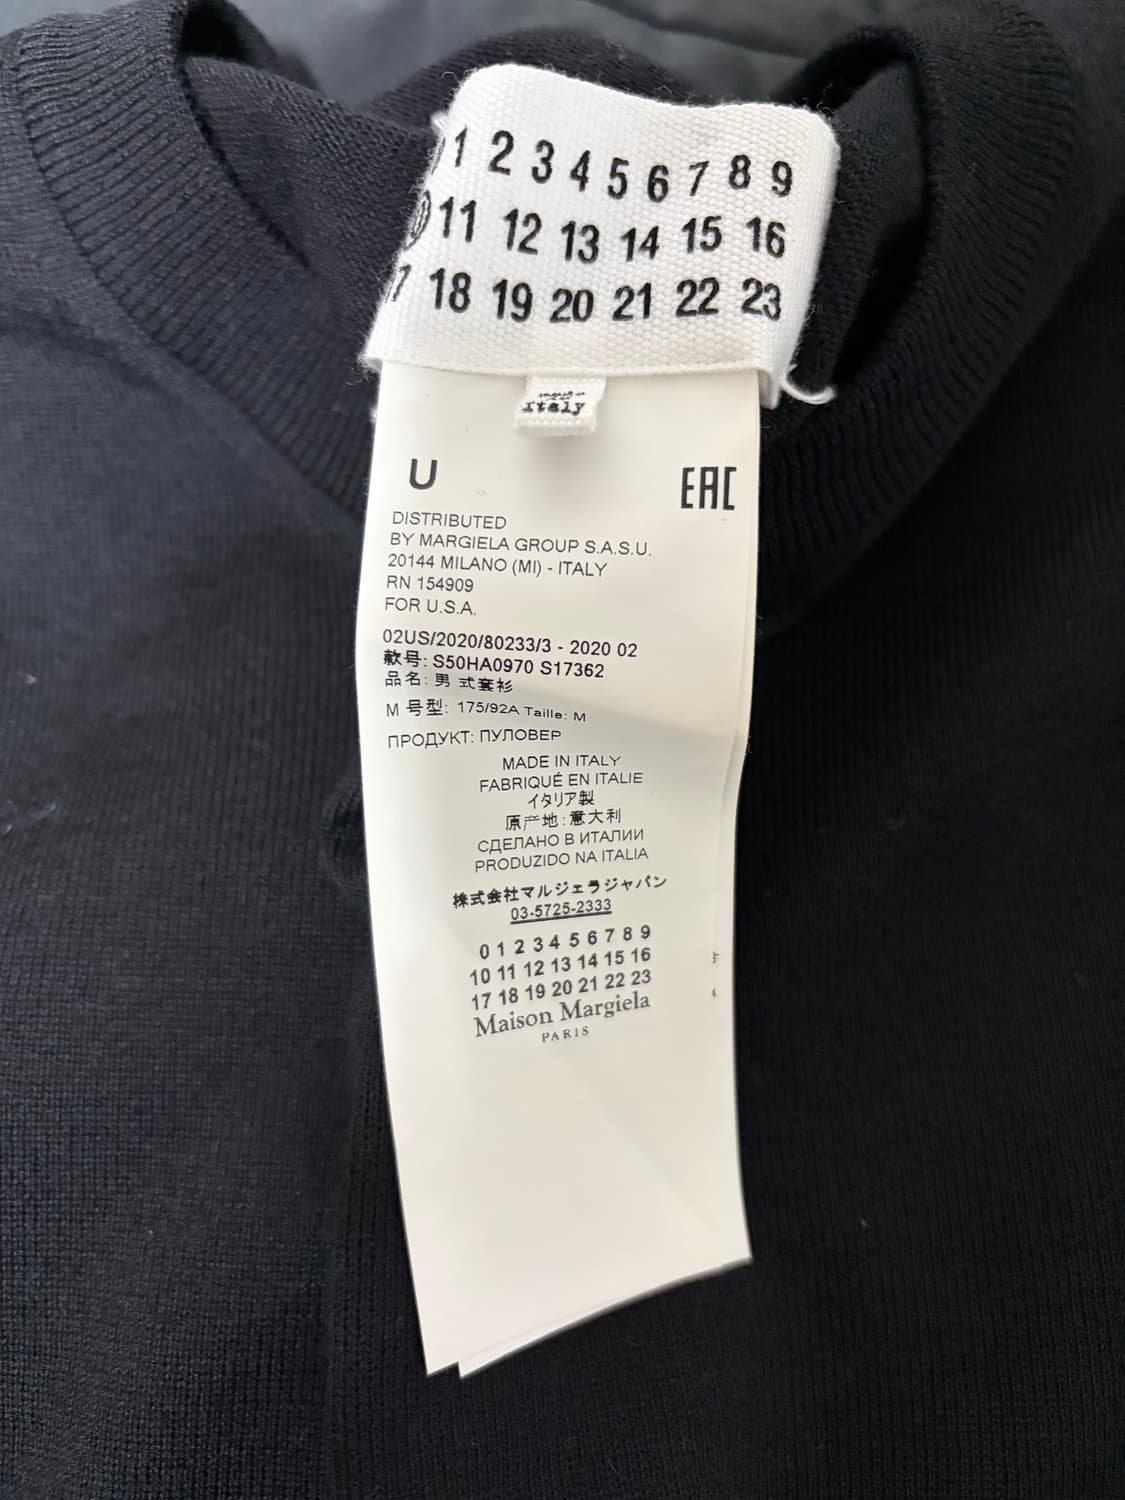 1 2 3 4 5 6 7 8 9
11 12 13 14 15 16
7 18 19 20 21 22 23
Italy
U
EAC
DISTRIBUTED
BY MARGIELA GROUP S.A.S.U.
20144 MILANO (MI) - ITALY
RN 154909
FOR U.S.A.
02US/2020/80233/3 - 2020 02
款号: S50HA0970 S17362
品名: 男 式套衫
M 号型: 175/92A Taille: M
ПРОДУКТ: ПУЛОВЕР
MADE IN ITALY
FABRIQUÉ EN ITALIE
イタリア製
原产地: 意大利
СДЕЛАНО В ИТАЛИИ
PRODUZIDO NA ITALIA
株式会社マルジェラジャパン
03-5725-2333
0 1 2 3 4 5 6 7 8 9
10 11 12 13 14 15 16
17 18 19 20 21 22 23
Maison Margiela
PARIS